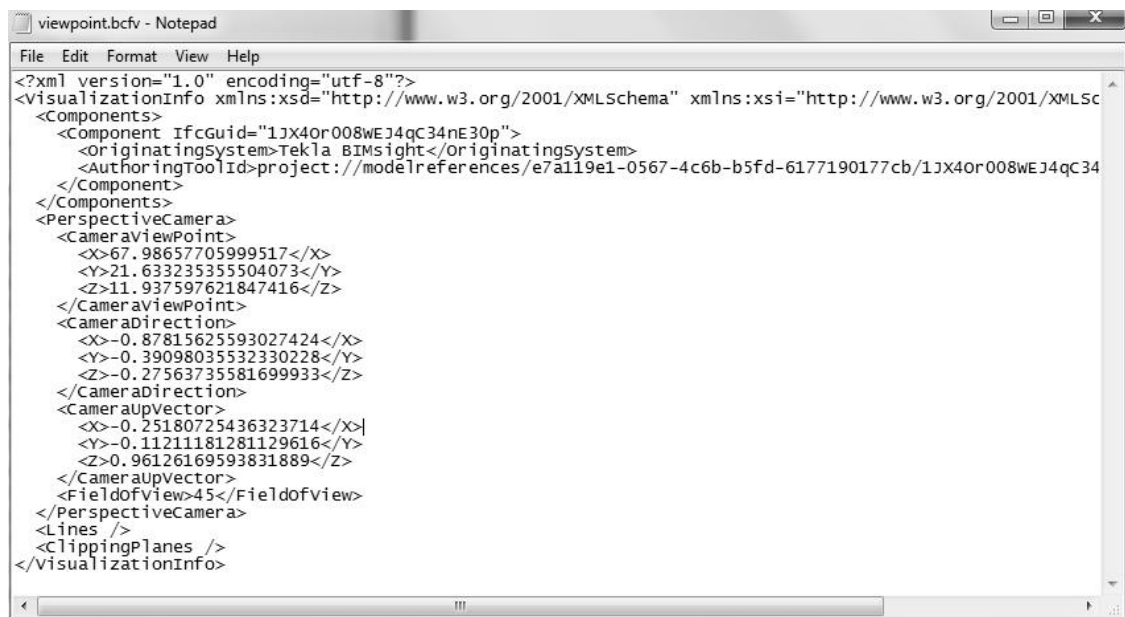 viewpoint.bcfv - Notepad
File Edit Format View Help
<?xml version="1.0" encoding="utf-8"?>
<VisualizationInfo xmlns:xsd="http://www.w3.org/2001/XMLSchema" xmlns:xsi="http://www.w3.org/2001/XMLSc
<Components>
<Component IfcGuid="1JX4Or008WEJ4qC34nE30p">
<OriginatingSystem>Tekla BIMsight</OriginatingSystem>
<AuthoringToolId>project://modelreferences/e7a119e1-0567-4c6b-b5fd-6177190177cb/1JX4Or008WEJ4qC34
</Component>
</Components>
<PerspectiveCamera>
<CameraViewPoint>
<X>67.98657705999517</X>
<Y>21.633235355504073</Y>
<Z>11.937597621847416</Z>
</CameraViewPoint>
<CameraDirection>
<X>-0.87815625593027424</X>
<Y>-0.39098035532330228</Y>
<Z>-0.27563735581699933</Z>
</CameraDirection>
<CameraUpVector>
<X>-0.25180725436323714</X>
<Y>-0.11211181281129616</Y>
<Z>0.96126169593831889</Z>
</CameraUpVector>
<FieldOfView>45</FieldOfView>
</PerspectiveCamera>
<Lines />
<ClippingPlanes />
</VisualizationInfo>